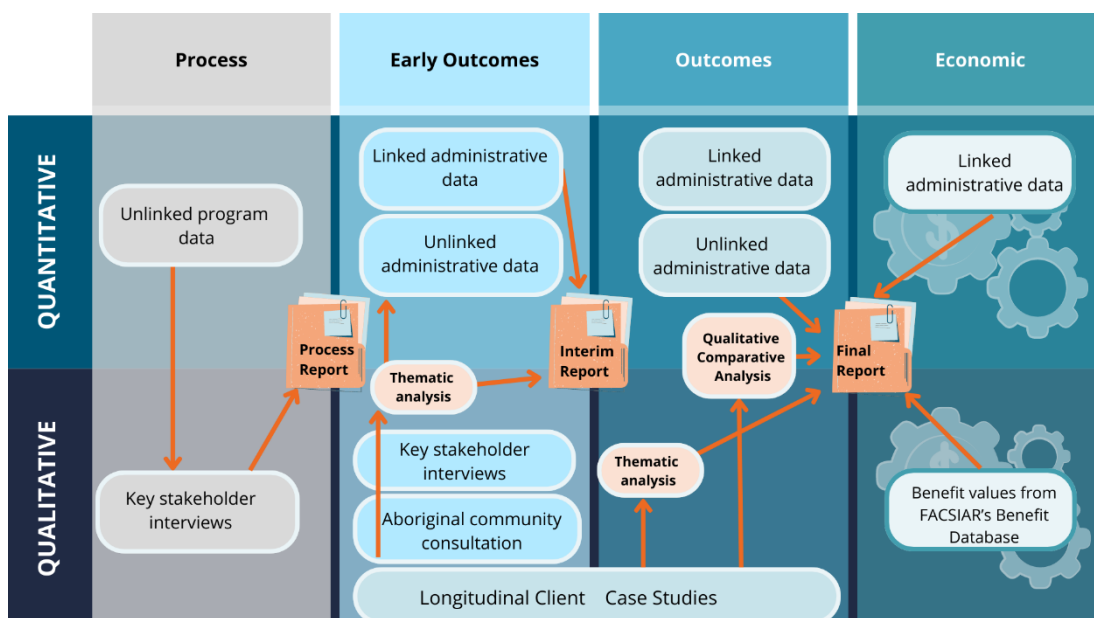 Process
Early Outcomes
Outcomes
Economic
QUANTITATIVE
Unlinked program
data
Linked administrative
data
Unlinked
administrative data
Linked
administrative data
Unlinked
administrative data
Linked
administrative data
Process
Report
Thematic
analysis
Interim
Report
Qualitative
Comparative
Analysis
Final
Report
QUALITATIVE
Key stakeholder
interviews
Key stakeholder
interviews
Aboriginal community
consultation
Thematic
analysis
Benefit values from
FACSIAR's Benefit
Database
Longitudinal Client Case Studies